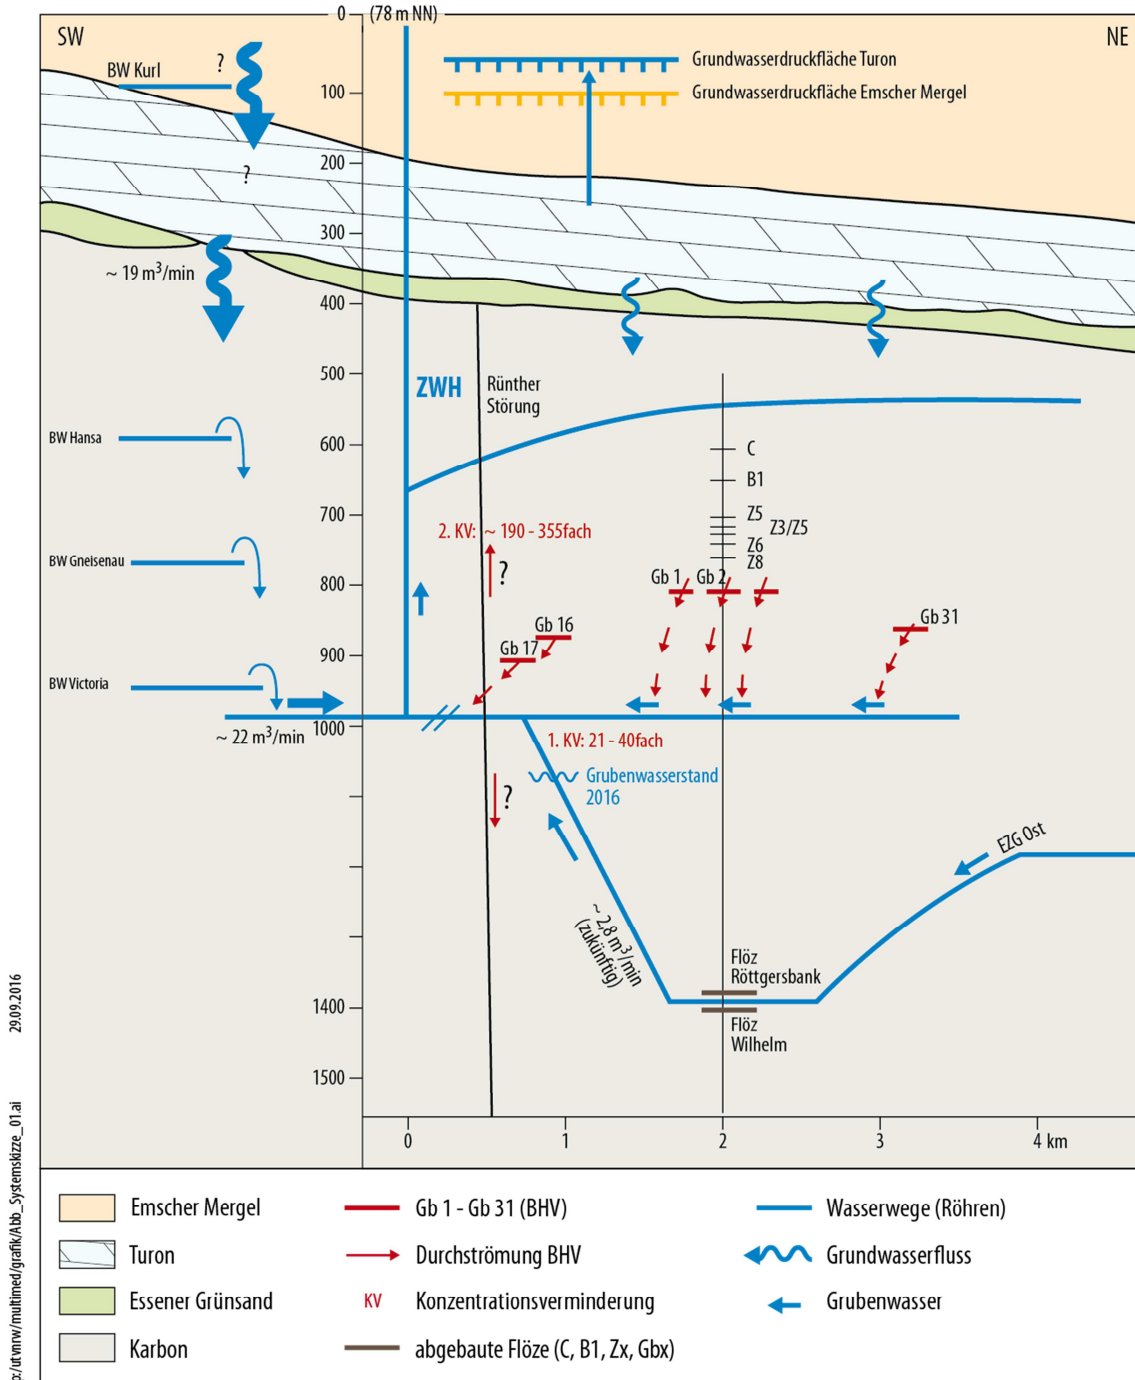 0 (78 m NN)
SW
NE
BW Kurl
?
Grundwasserdruckfläche Turon
Grundwasserdruckfläche Emscher Mergel
100
200
?
300
~ 19 m³/min
400
500
ZWH
Rünther
Störung
BW Hansa
600
C
B1
700
Z5
Z3/Z5
Z6
Z8
2. KV: ~ 190 - 355fach
?
BW Gneisenau
800
Gb 1
Gb 2
Gb 16
Gb 31
900
Gb 17
BW Victoria
~ 22 m³/min
1000
1. KV: 21 - 40fach
Grubenwasserstand
2016
?
EZG Ost
~ 2,8 m³/min
(zukünftig)
Flöz
Röttgersbank
1400
Flöz
Wilhelm
1500
0 1 2 3 4 km
Emscher Mergel
Turon
Essener Grünsand
Karbon
Gb 1 - Gb 31 (BHV)
Durchströmung BHV
KV Konzentrationsverminderung
abgebaute Flöze (C, B1, Zx, Gbx)
Wasserwege (Röhren)
Grundwasserfluss
Grubenwasser
:/utvnrw/multimed/grafik/Abb_Systemskizze_01.ai 29.09.2016